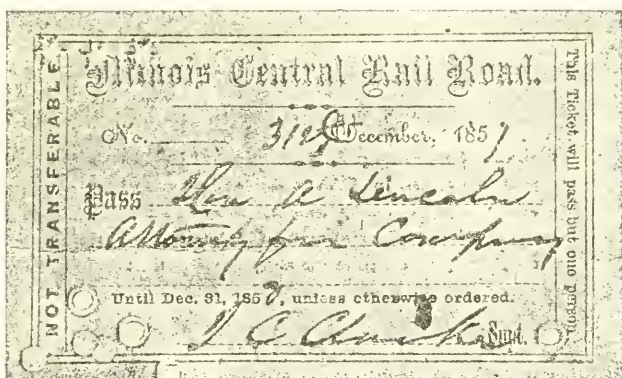 Illinois Central Rail Road.
No. 31st December, 1857
Pass Hon A Lincoln
Attorney for Company
Until Dec. 31, 1858, unless otherwise ordered.
Supt.
NOT TRANSFERABLE.
This Ticket will pass but one person.